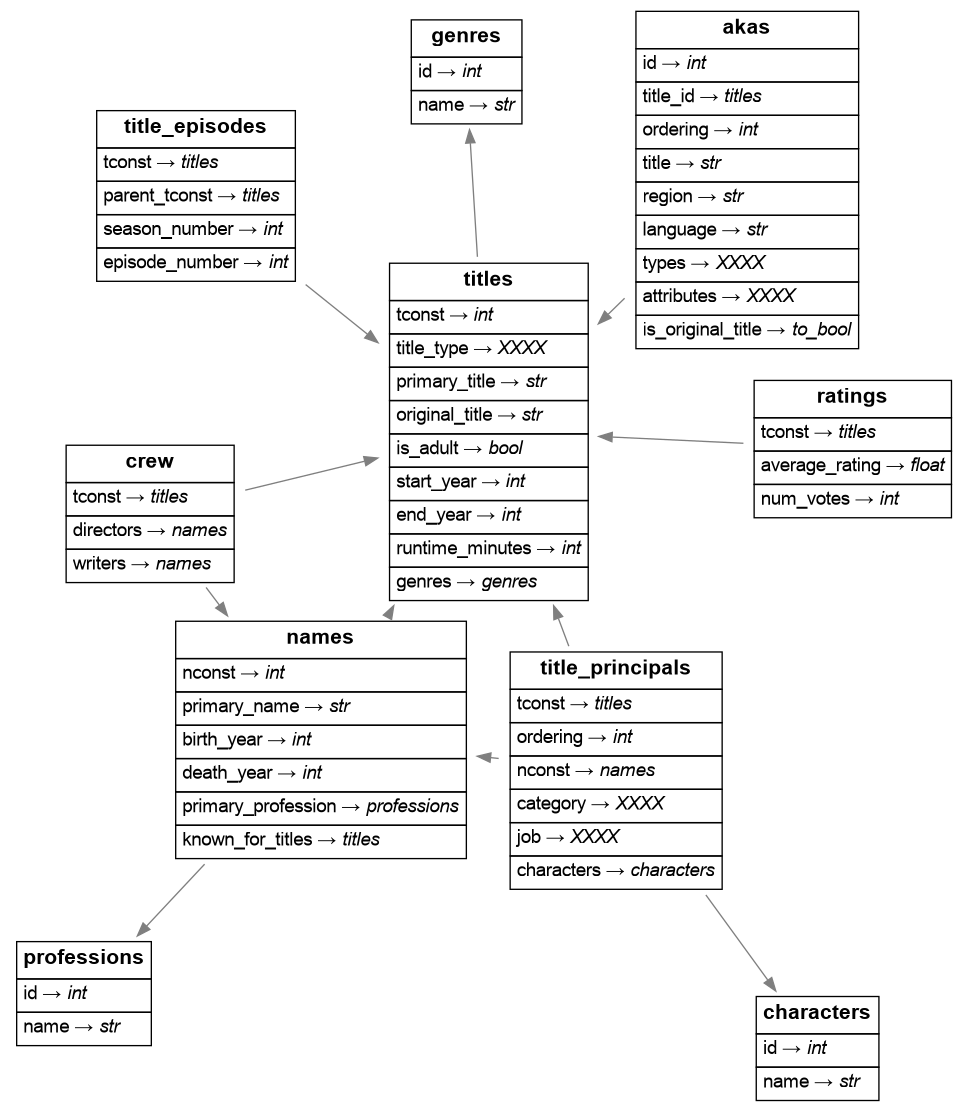 genres
id → int
name → str
akas
id → int
title_id → titles
ordering → int
title → str
region → str
language → str
types → XXXX
attributes → XXXX
is_original_title → to_bool
title_episodes
tconst → titles
parent_tconst → titles
season_number → int
episode_number → int
titles
tconst → int
title_type → XXXX
primary_title → str
original_title → str
is_adult → bool
start_year → int
end_year → int
runtime_minutes → int
genres → genres
ratings
tconst → titles
average_rating → float
num_votes → int
crew
tconst → titles
directors → names
writers → names
names
nconst → int
primary_name → str
birth_year → int
death_year → int
primary_profession → professions
known_for_titles → titles
title_principals
tconst → titles
ordering → int
nconst → names
category → XXXX
job → XXXX
characters → characters
professions
id → int
name → str
characters
id → int
name → str